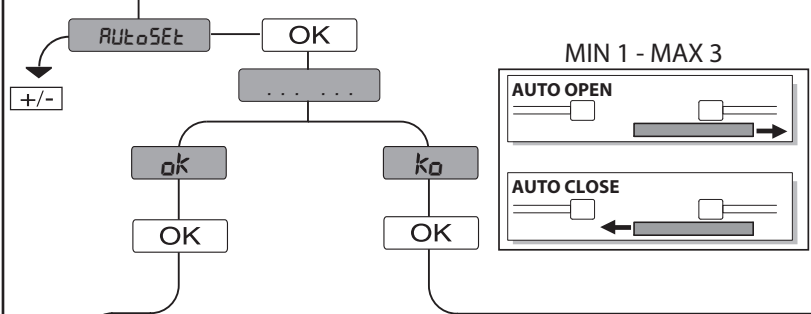 AUtoSEt
OK
MIN 1 - MAX 3
+/-
... ...
AUTO OPEN
ok
ko
AUTO CLOSE
OK
OK